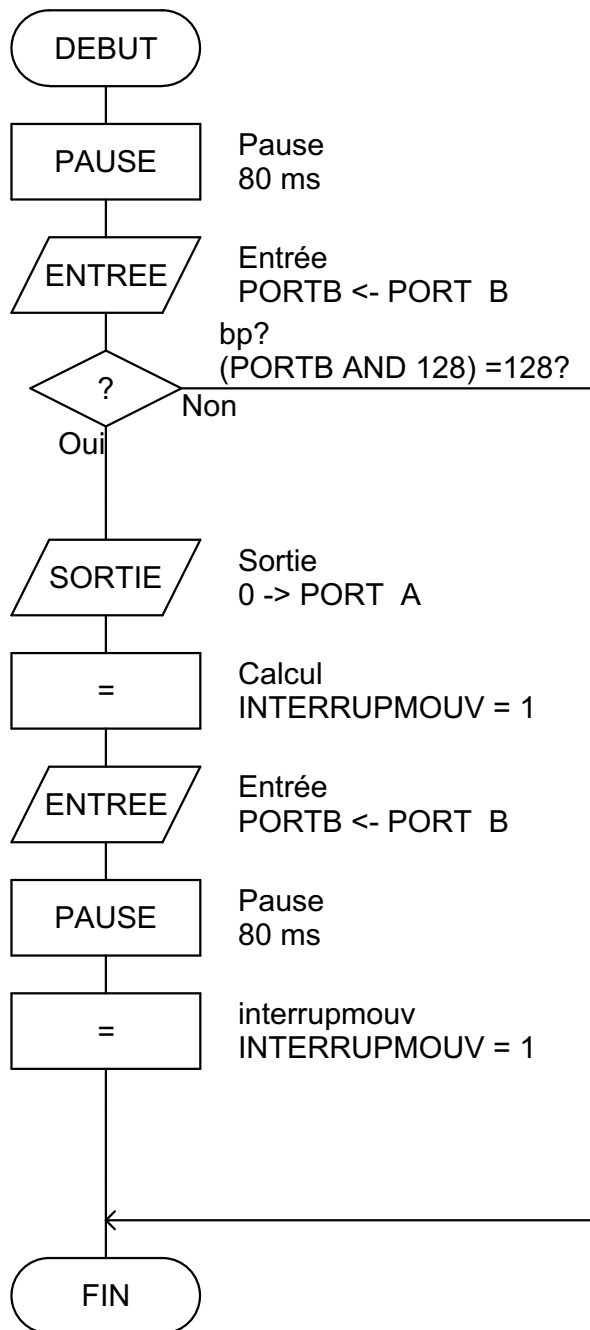 DEBUT
PAUSE
Pause
80 ms
ENTREE
Entrée
PORTB <- PORT  B
bp?
(PORTB AND 128) =128?
?
Non
Oui
SORTIE
Sortie
0 -> PORT  A
=
Calcul
INTERRUPMOUV = 1
ENTREE
Entrée
PORTB <- PORT  B
PAUSE
Pause
80 ms
=
interrupmouv
INTERRUPMOUV = 1
FIN